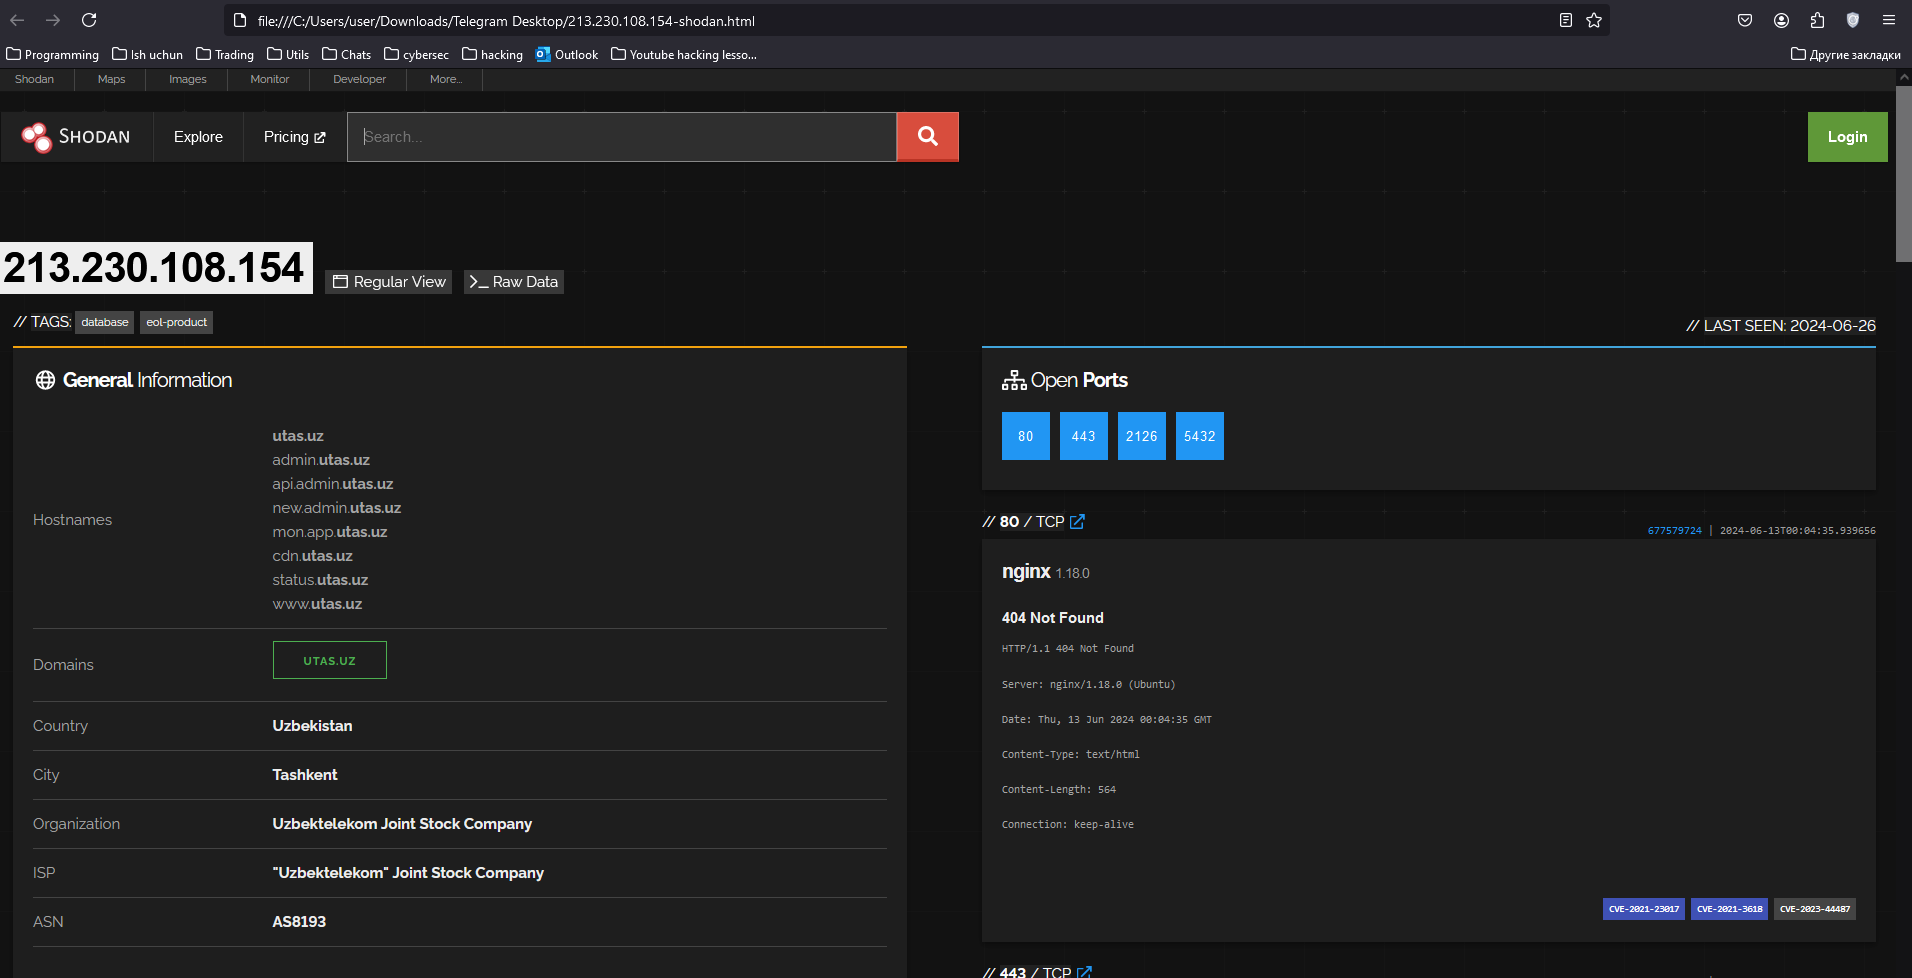 file:///C:/Users/user/Downloads/Telegram Desktop/213.230.108.154-shodan.html
Programming Ish uchun Trading Utils Chats cybersec hacking Outlook Youtube hacking lesso... Другие закладки
Shodan Maps Images Monitor Developer More...
SHODAN Explore Pricing Search... Login
213.230.108.154 Regular View Raw Data
// TAGS: database eol-product
// LAST SEEN: 2024-06-26
General Information
Hostnames
utas.uz
admin.utas.uz
api.admin.utas.uz
new.admin.utas.uz
mon.app.utas.uz
cdn.utas.uz
status.utas.uz
www.utas.uz
Domains UTAS.UZ
Country Uzbekistan
City Tashkent
Organization Uzbektelekom Joint Stock Company
ISP "Uzbektelekom" Joint Stock Company
ASN AS8193
Open Ports
80 443 2126 5432
// 80 / TCP
677579724 | 2024-06-13T00:04:35.939656
nginx 1.18.0
404 Not Found
HTTP/1.1 404 Not Found
Server: nginx/1.18.0 (Ubuntu)
Date: Thu, 13 Jun 2024 00:04:35 GMT
Content-Type: text/html
Content-Length: 564
Connection: keep-alive
CVE-2021-23017 CVE-2021-3618 CVE-2023-44487
// 443 / TCP